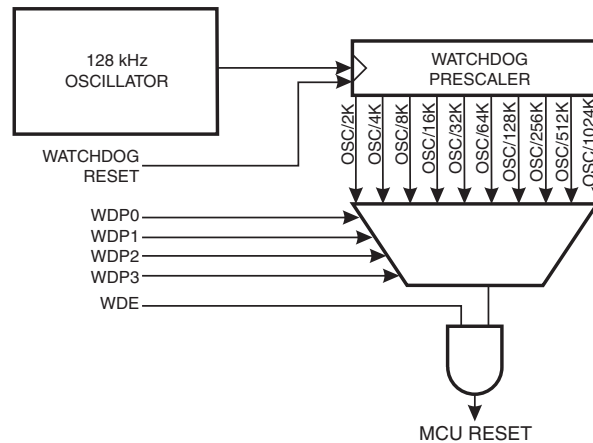 128 kHz
OSCILLATOR
WATCHDOG
PRESCALER
OSC/2K
OSC/4K
OSC/8K
OSC/16K
OSC/32K
OSC/64K
OSC/128K
OSC/256K
OSC/512K
OSC/1024K
WATCHDOG
RESET
WDP0
WDP1
WDP2
WDP3
WDE
MCU RESET